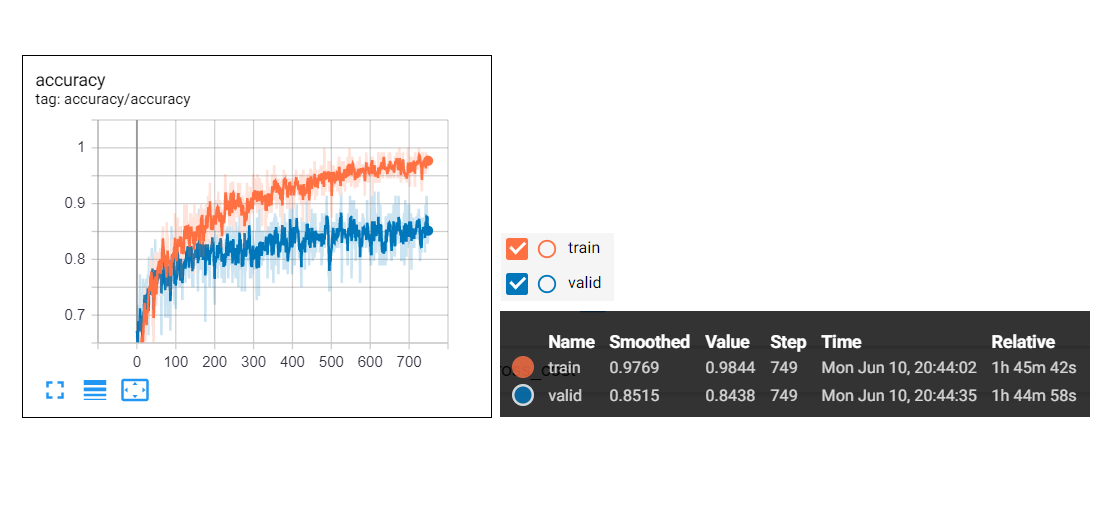 accuracy
tag: accuracy/accuracy
1
0.9
0.8
0.7
0 100 200 300 400 500 600 700
train
valid
Name Smoothed Value Step Time Relative
train 0.9769 0.9844 749 Mon Jun 10, 20:44:02 1h 45m 42s
valid 0.8515 0.8438 749 Mon Jun 10, 20:44:35 1h 44m 58s